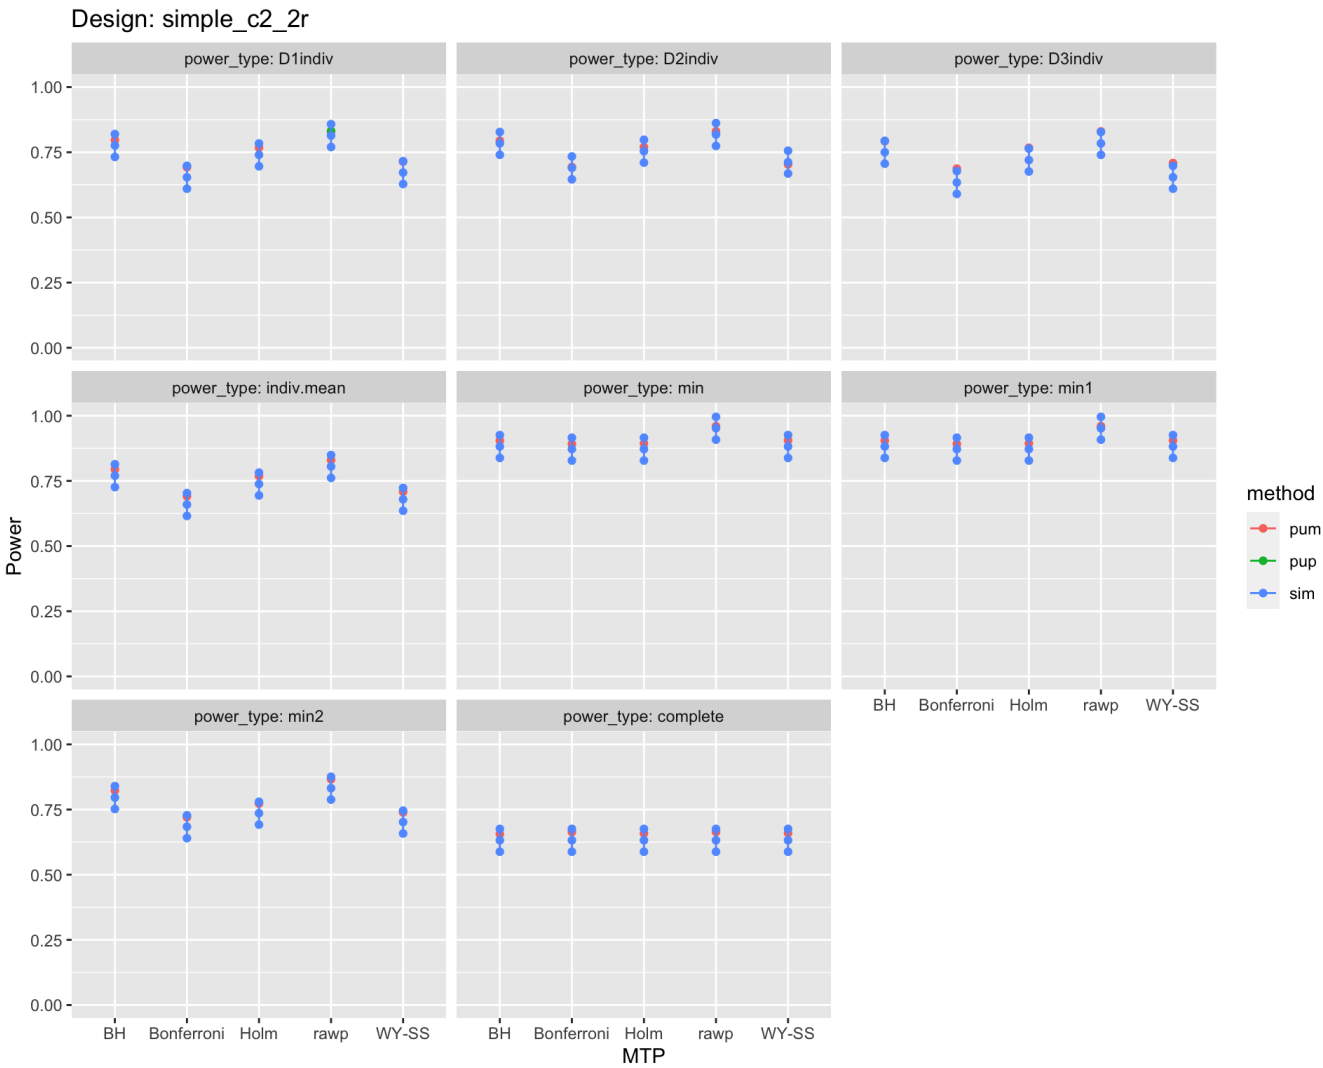 Design: simple_c2_2r
power_type: D1indiv
power_type: D2indiv
power_type: D3indiv
1.00
0.75
0.50
0.25
0.00
power_type: indiv.mean
power_type: min
power_type: min1
1.00
0.75
0.50
0.25
0.00
BH Bonferroni Holm rawp WY-SS
power_type: min2
power_type: complete
1.00
0.75
0.50
0.25
0.00
BH Bonferroni Holm rawp WY-SS
BH Bonferroni Holm rawp WY-SS
MTP
Power
method
pum
pup
sim